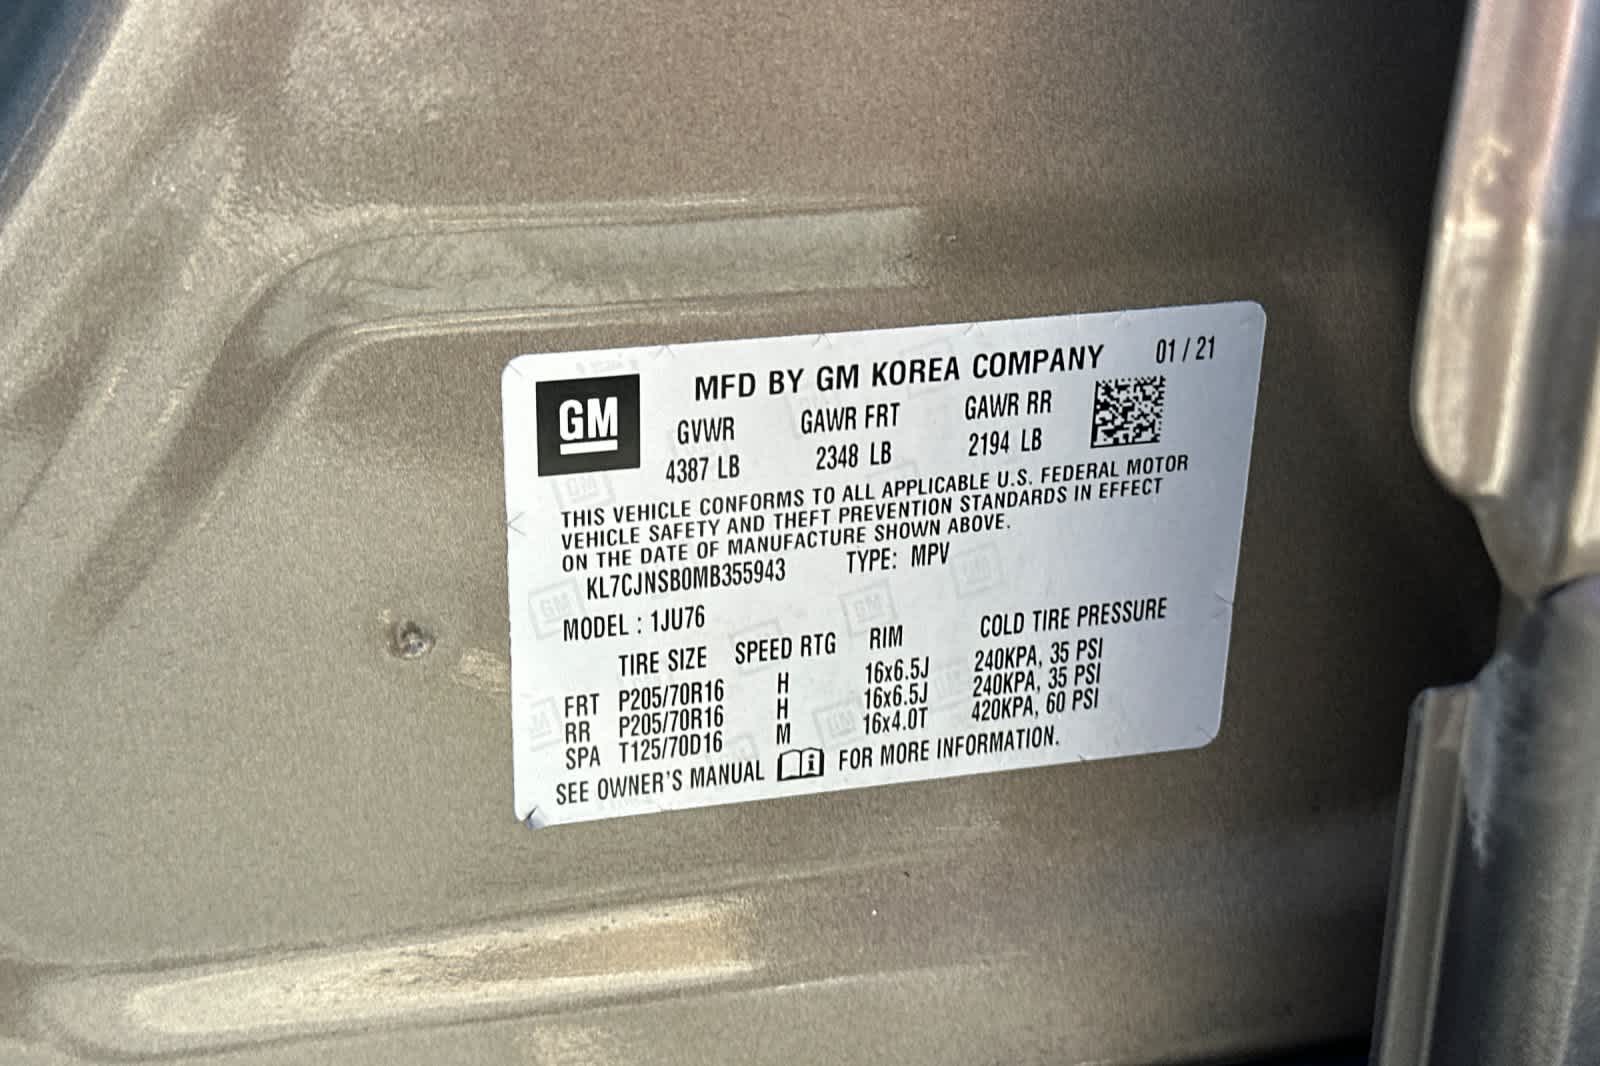 MFD BY GM KOREA COMPANY 01 / 21
GM
GVWR GAWR FRT GAWR RR
4387 LB 2348 LB 2194 LB
THIS VEHICLE CONFORMS TO ALL APPLICABLE U.S. FEDERAL MOTOR
VEHICLE SAFETY AND THEFT PREVENTION STANDARDS IN EFFECT
ON THE DATE OF MANUFACTURE SHOWN ABOVE.
KL7CJNSB0MB355943 TYPE: MPV
MODEL : 1JU76
TIRE SIZE SPEED RTG RIM COLD TIRE PRESSURE
FRT P205/70R16 H 16x6.5J 240KPA, 35 PSI
RR P205/70R16 H 16x6.5J 240KPA, 35 PSI
SPA T125/70D16 M 16x4.0T 420KPA, 60 PSI
SEE OWNER'S MANUAL i FOR MORE INFORMATION.